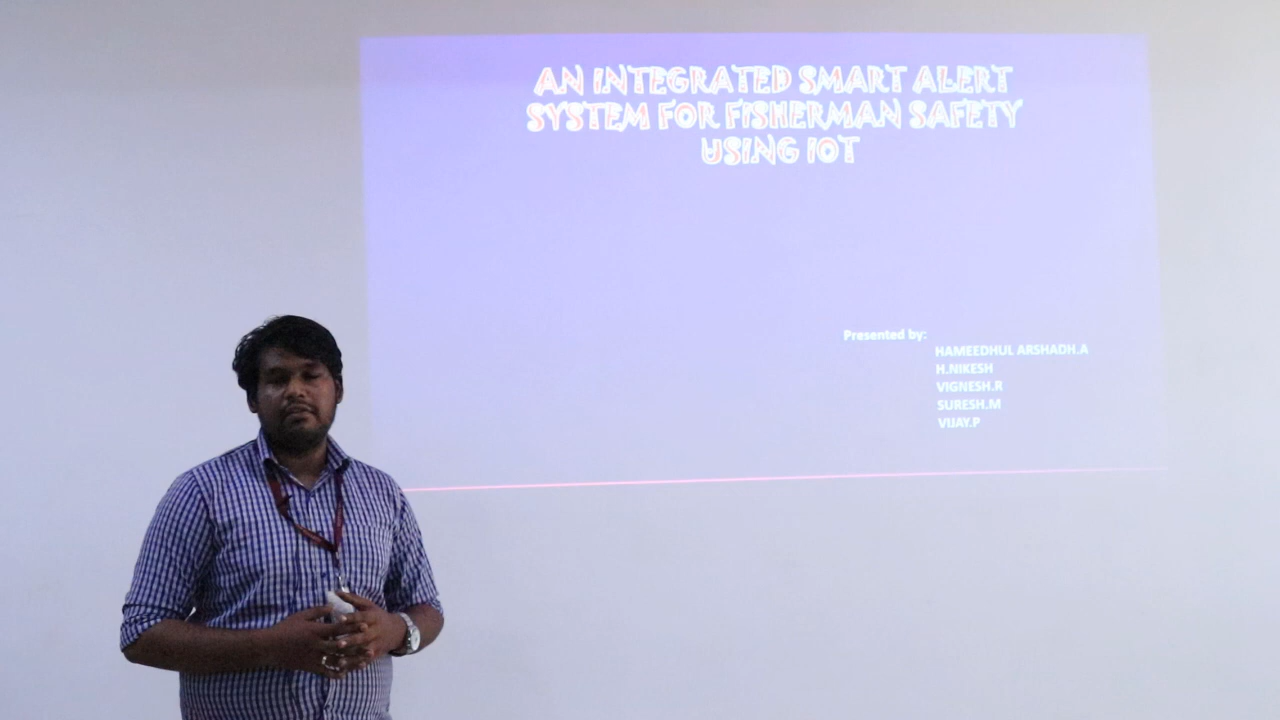 AN INTEGRATED SMART ALERT
SYSTEM FOR FISHERMAN SAFETY
USING IOT
Presented by:
HAMEEDHUL ARSHADH.A
H.NIKESH
VIGNESH.R
SURESH.M
VIJAY.P